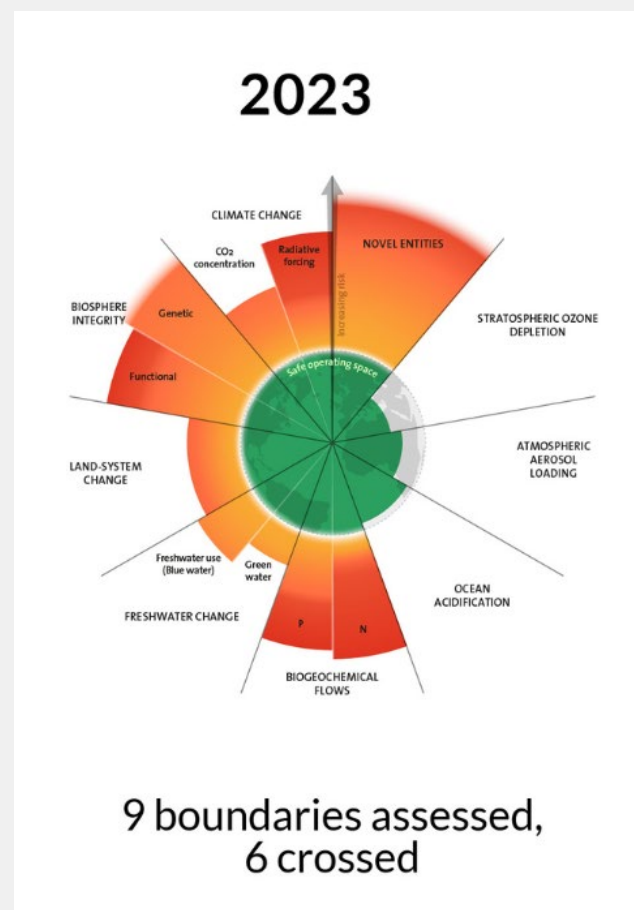 2023
CLIMATE CHANGE
CO₂
concentration
Radiative
forcing
NOVEL ENTITIES
Increasing risk
BIOSPHERE
INTEGRITY
Genetic
Functional
STRATOSPHERIC OZONE
DEPLETION
Safe operating space
ATMOSPHERIC
AEROSOL
LOADING
LAND-SYSTEM
CHANGE
Freshwater use
(Blue water)
Green
water
OCEAN
ACIDIFICATION
FRESHWATER CHANGE
P
N
BIOGEOCHEMICAL
FLOWS
9 boundaries assessed,
6 crossed